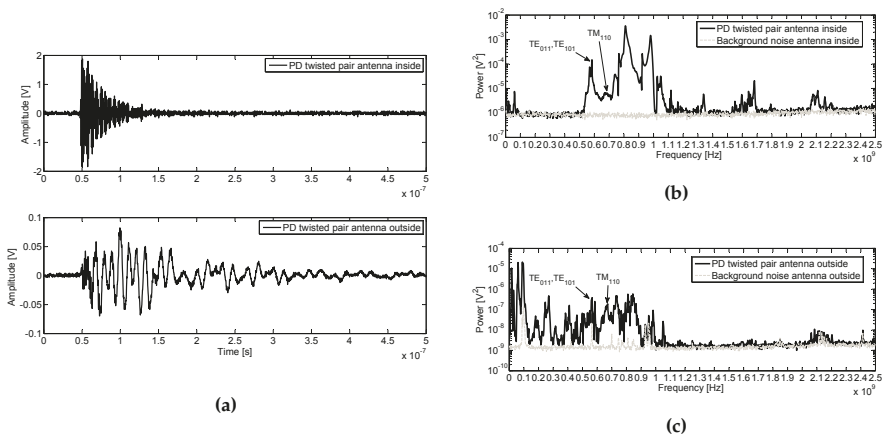 2
1
0
-1
-2
Amplitude [V]
PD twisted pair antenna inside
0 0.5 1 1.5 2 2.5 3 3.5 4 4.5 5
x 10-7
0.1
0.05
0
-0.05
-0.1
Amplitude [V]
PD twisted pair antenna outside
0 0.5 1 1.5 2 2.5 3 3.5 4 4.5 5
Time [s]
x 10-7
(a)
10-1
10-2
10-3
10-4
10-5
10-6
10-7
Power [V2]
TE011,TE101
TM110
PD twisted pair antenna inside
Background noise antenna inside
0 0.1 0.2 0.3 0.4 0.5 0.6 0.7 0.8 0.9 1 1.1 1.2 1.3 1.4 1.5 1.6 1.7 1.8 1.9 2 2.1 2.2 2.3 2.4 2.5
Frequency [Hz]
x 109
(b)
10-4
10-5
10-6
10-7
10-8
10-9
10-10
Power [V2]
TE011,TE101
TM110
PD twisted pair antenna outside
Background noise antenna outside
0 0.1 0.2 0.3 0.4 0.5 0.6 0.7 0.8 0.9 1 1.1 1.2 1.3 1.4 1.5 1.6 1.7 1.8 1.9 2 2.1 2.2 2.3 2.4 2.5
Frequency [Hz]
x 109
(c)